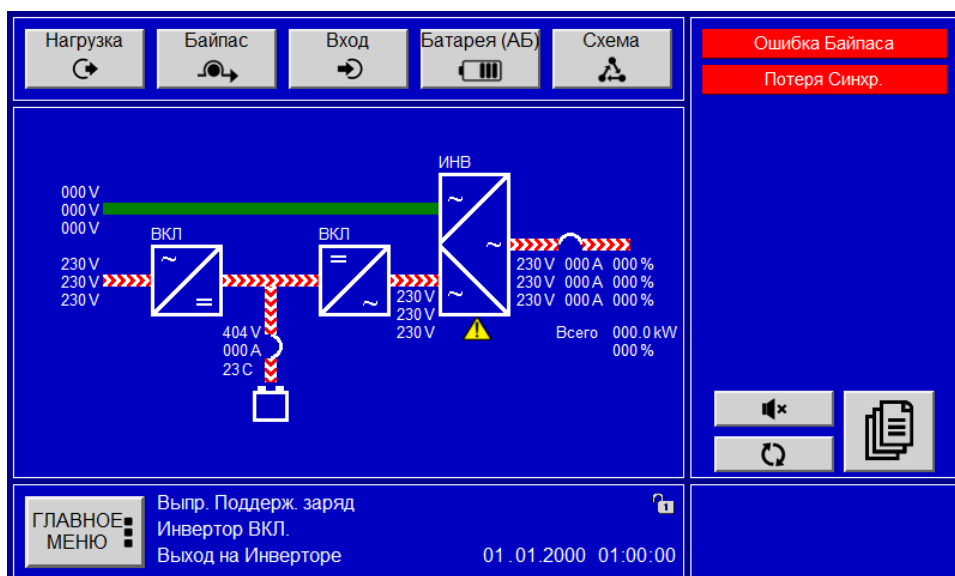 Нагрузка
Байпас
Вход
Батарея (АБ)
Схема
Ошибка Байпаса
Потеря Синхр.
ИНВ
000 V
000 V
000 V
ВКЛ
ВКЛ
230 V
230 V
230 V
230 V
230 V
230 V
230 V 000 A 000 %
230 V 000 A 000 %
230 V 000 A 000 %
404 V
000 A
23 C
Всего 000.0 kW
000 %
ГЛАВНОЕ
МЕНЮ
Выпр. Поддерж. заряд
Инвертор ВКЛ.
Выход на Инверторе
01.01.2000 01:00:00